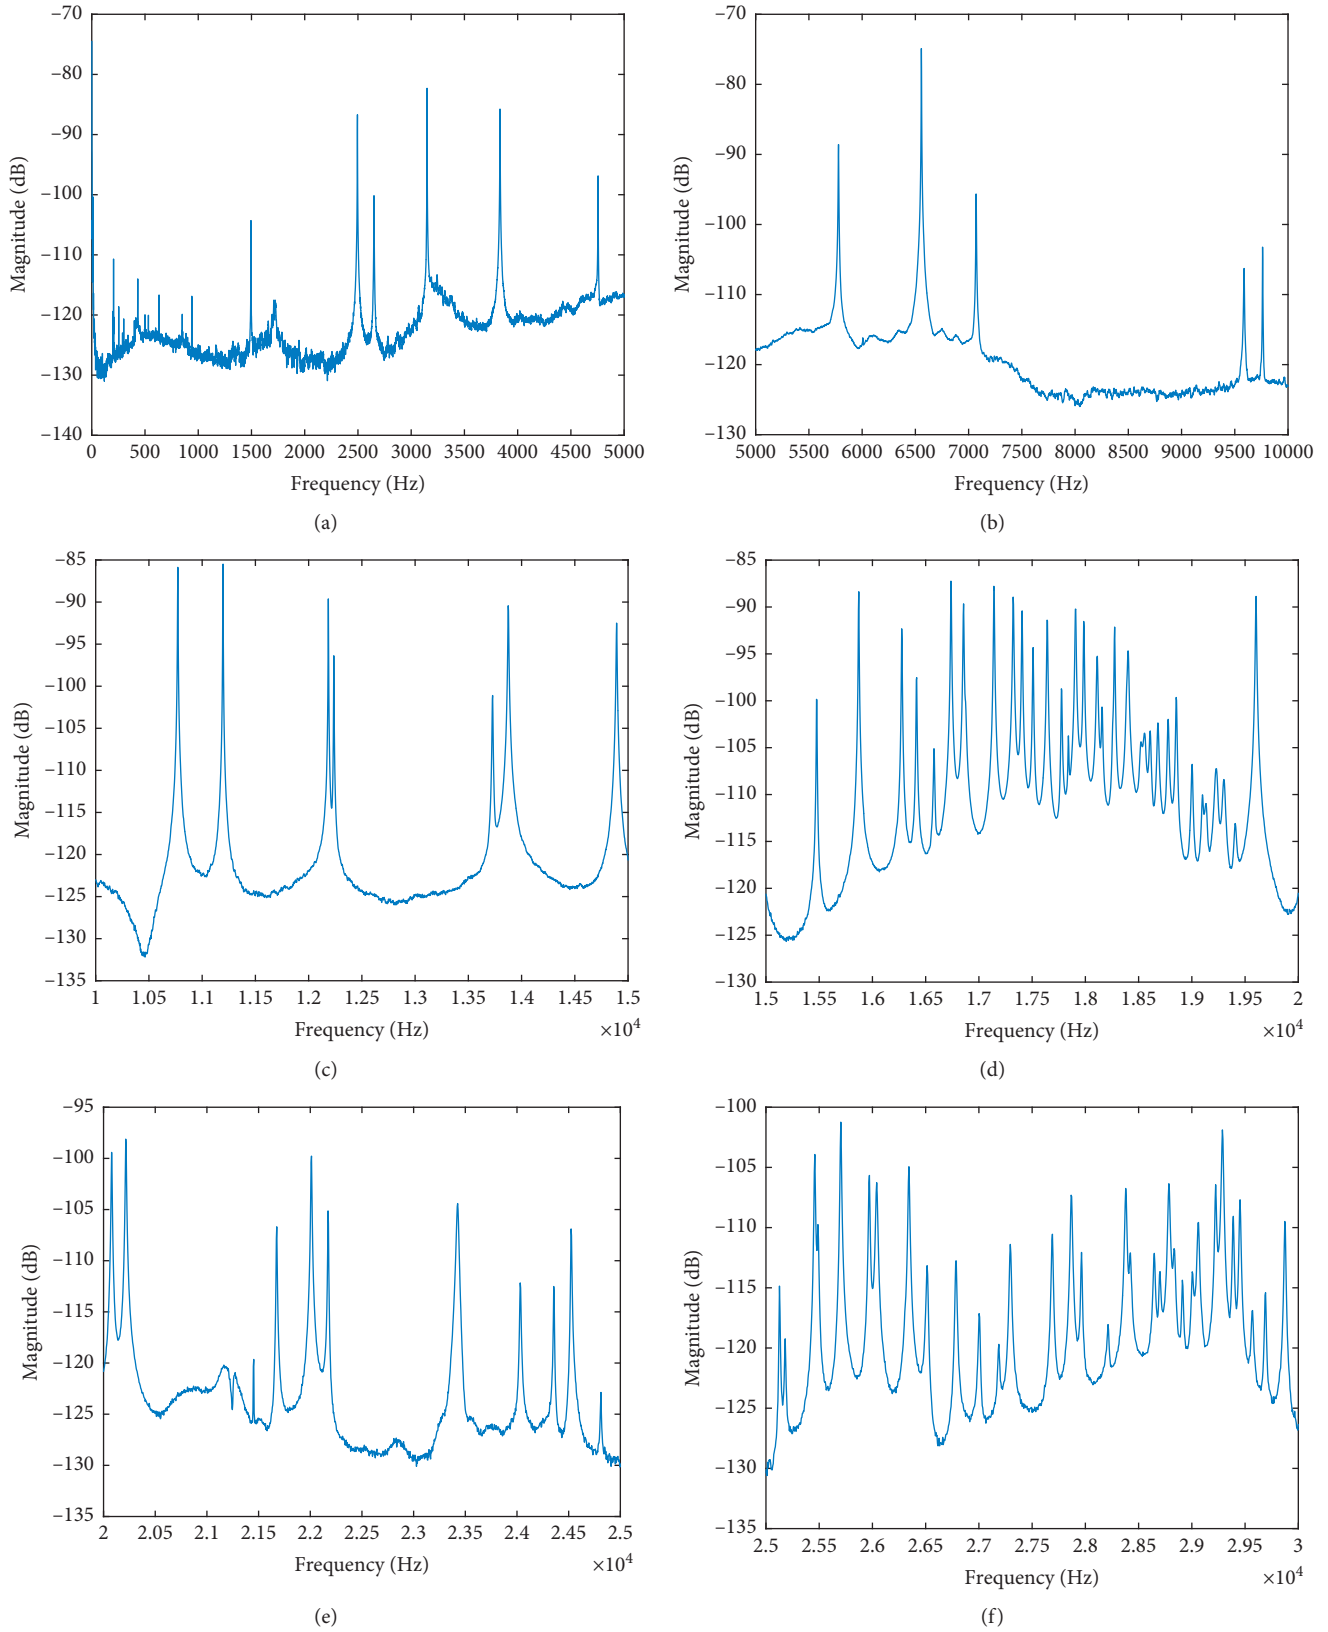 −70
−80
−90
−100
−110
−120
−130
−140
Magnitude (dB)
0 500 1000 1500 2000 2500 3000 3500 4000 4500 5000
Frequency (Hz)
(a)
−70
−80
−90
−100
−110
−120
−130
Magnitude (dB)
5000 5500 6000 6500 7000 7500 8000 8500 9000 9500 10000
Frequency (Hz)
(b)
−85
−90
−95
−100
−105
−110
−115
−120
−125
−130
−135
Magnitude (dB)
1 1.05 1.1 1.15 1.2 1.25 1.3 1.35 1.4 1.45 1.5
Frequency (Hz) ×10⁴
(c)
−85
−90
−95
−100
−105
−110
−115
−120
−125
−130
Magnitude (dB)
1.5 1.55 1.6 1.65 1.7 1.75 1.8 1.85 1.9 1.95 2
Frequency (Hz) ×10⁴
(d)
−95
−100
−105
−110
−115
−120
−125
−130
−135
Magnitude (dB)
2 2.05 2.1 2.15 2.2 2.25 2.3 2.35 2.4 2.45 2.5
Frequency (Hz) ×10⁴
(e)
−100
−105
−110
−115
−120
−125
−130
−135
Magnitude (dB)
2.5 2.55 2.6 2.65 2.7 2.75 2.8 2.85 2.9 2.95 3
Frequency (Hz) ×10⁴
(f)